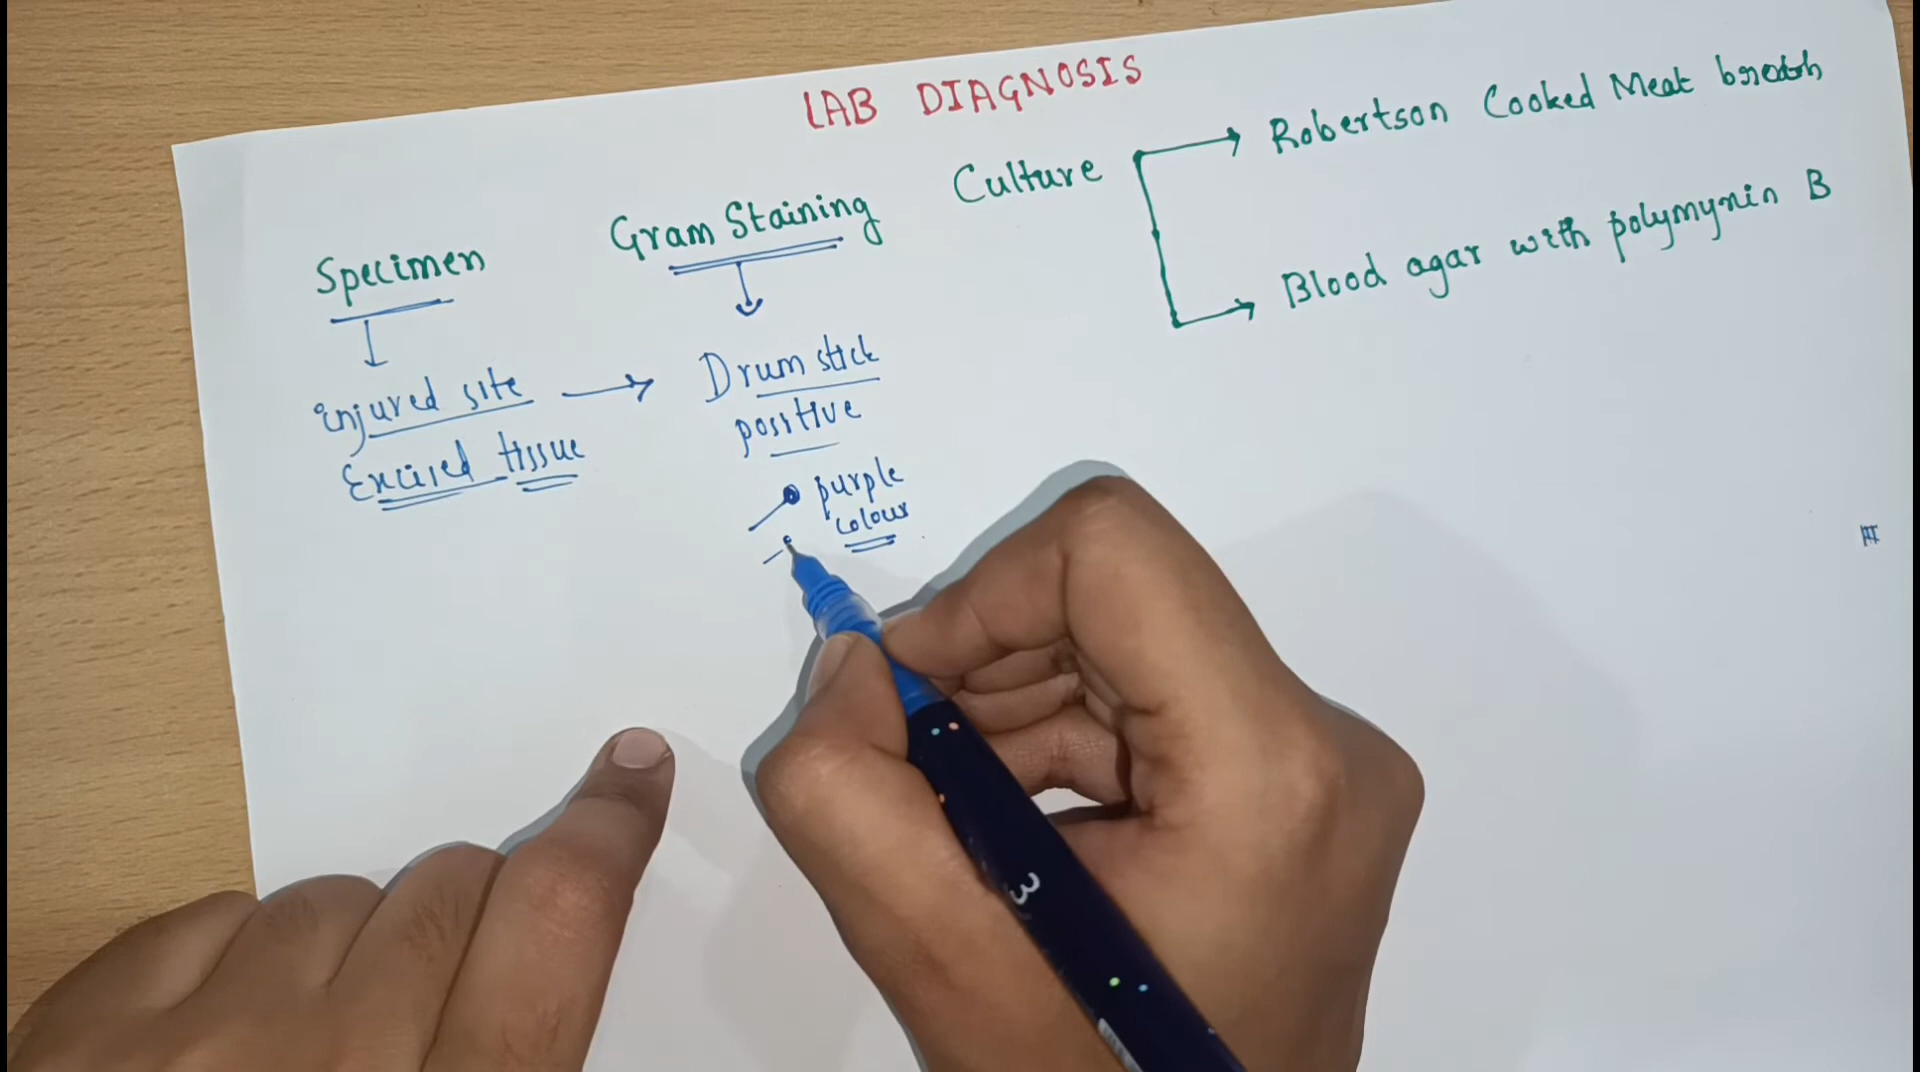 LAB DIAGNOSIS
Specimen
injured site
Excised tissue
Gram Staining
Drum stick
positive
purple
colour
Culture
Robertson Cooked Meat broth
Blood agar with polymyxin B
3